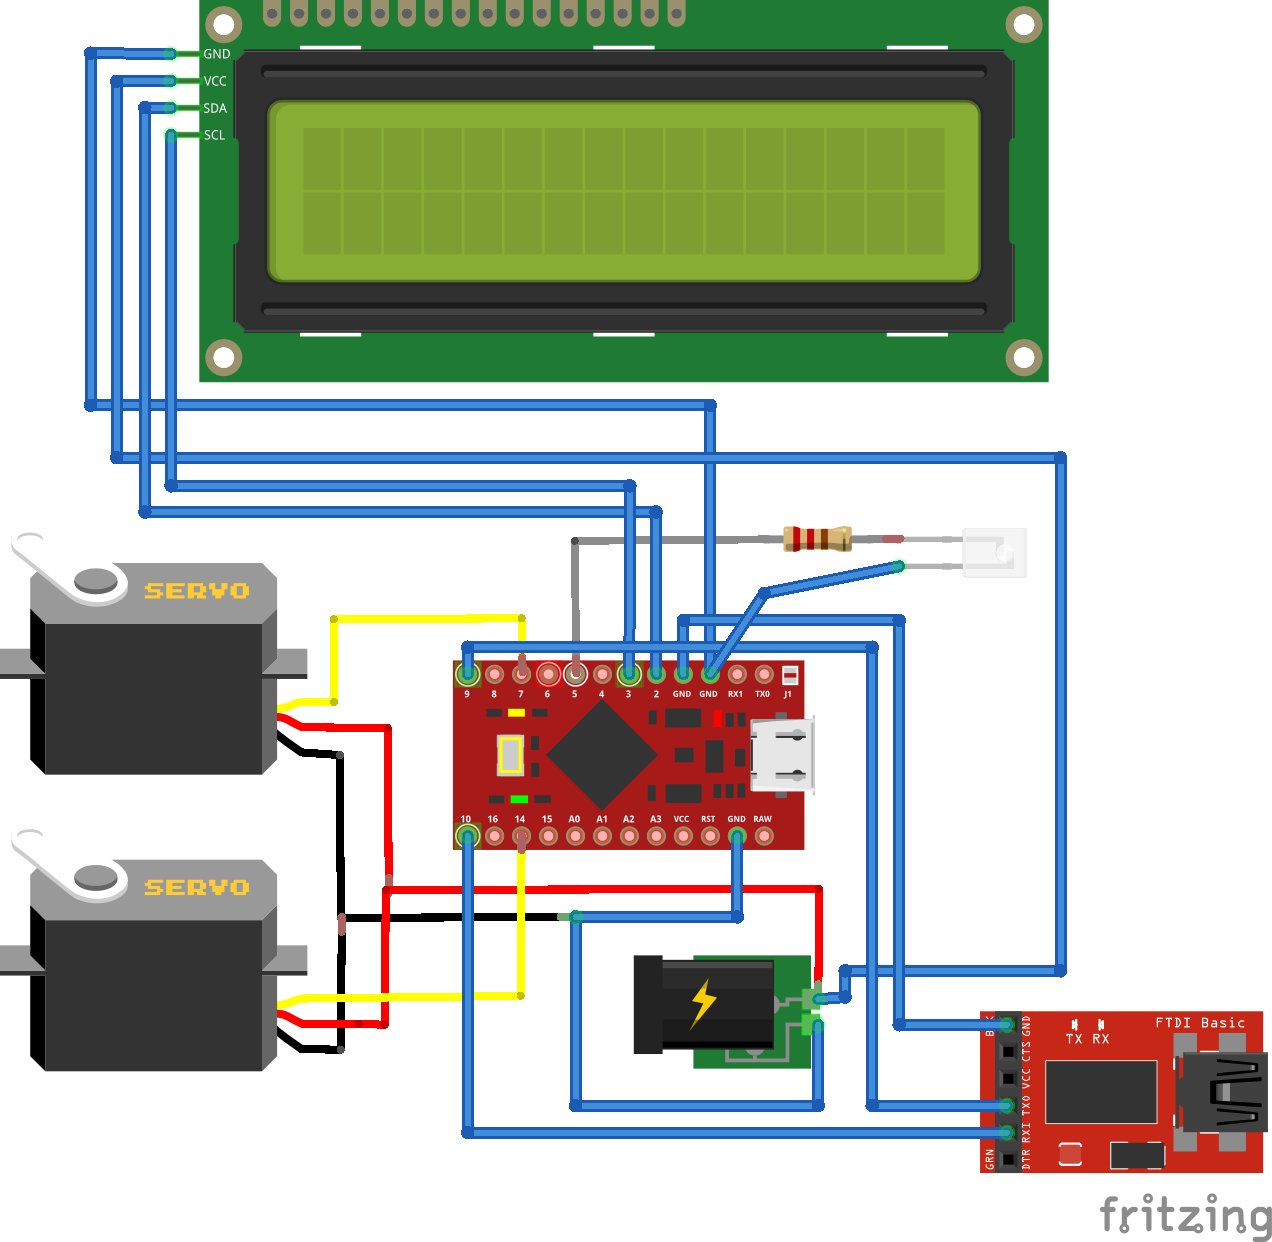 GND
VCC
SDA
SCL
SERVO
9 8 7 6 5 4 3 2 GND GND RX1 TX0 J1
10 16 14 15 A0 A1 A2 A3 VCC RST GND RAW
SERVO
FTDI Basic
TX RX
GND
CTS
VCC
TXO
RXI
DTR
GRN
fritzing